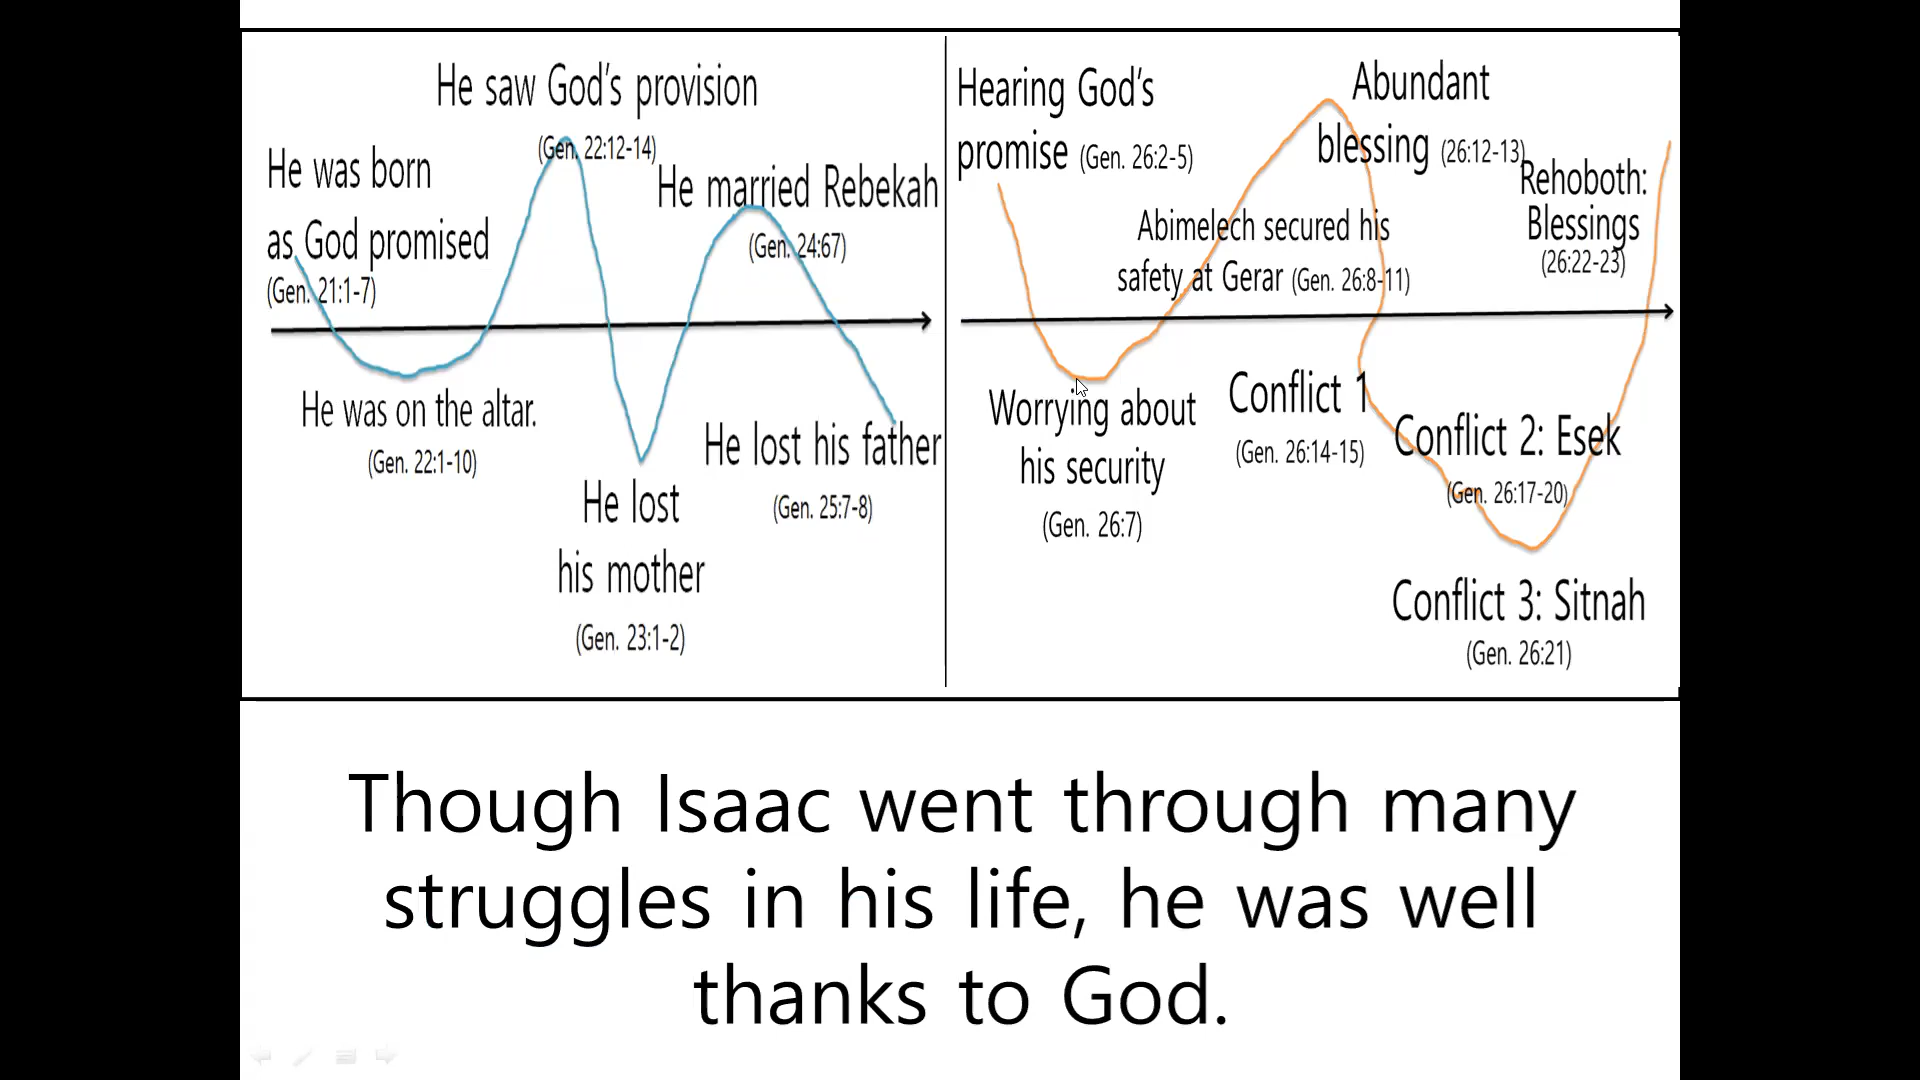 He saw God's provision
(Gen. 22:12-14)
He was born
as God promised
(Gen. 21:1-7)
He married Rebekah
(Gen. 24:67)
He was on the altar.
(Gen. 22:1-10)
He lost
his mother
(Gen. 23:1-2)
He lost his father
(Gen. 25:7-8)
Hearing God's
promise (Gen. 26:2-5)
Abundant
blessing (26:12-13)
Rehoboth:
Blessings
(26:22-23)
Abimelech secured his
safety at Gerar (Gen. 26:8-11)
Worrying about
his security
(Gen. 26:7)
Conflict 1
(Gen. 26:14-15)
Conflict 2: Esek
(Gen. 26:17-20)
Conflict 3: Sitnah
(Gen. 26:21)
Though Isaac went through many
struggles in his life, he was well
thanks to God.